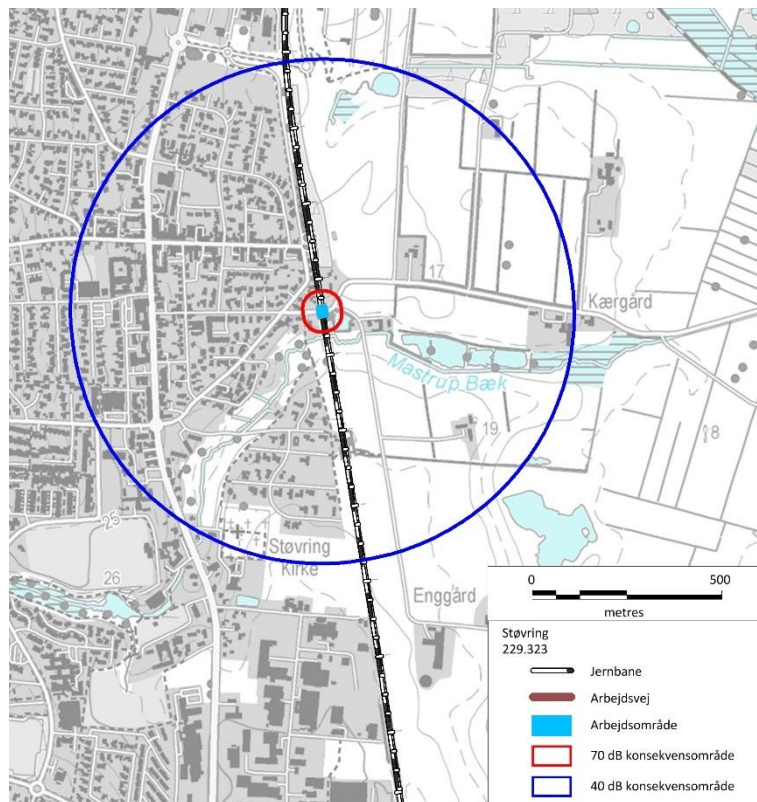 17
Kærgård
Mastrup Bæk
19
8
25
Støvring
Kirke
26
Enggård
0 500
metres
Støvring
229.323
Jernbane
Arbejdsvej
Arbejdsområde
70 dB konsekvensområde
40 dB konsekvensområde